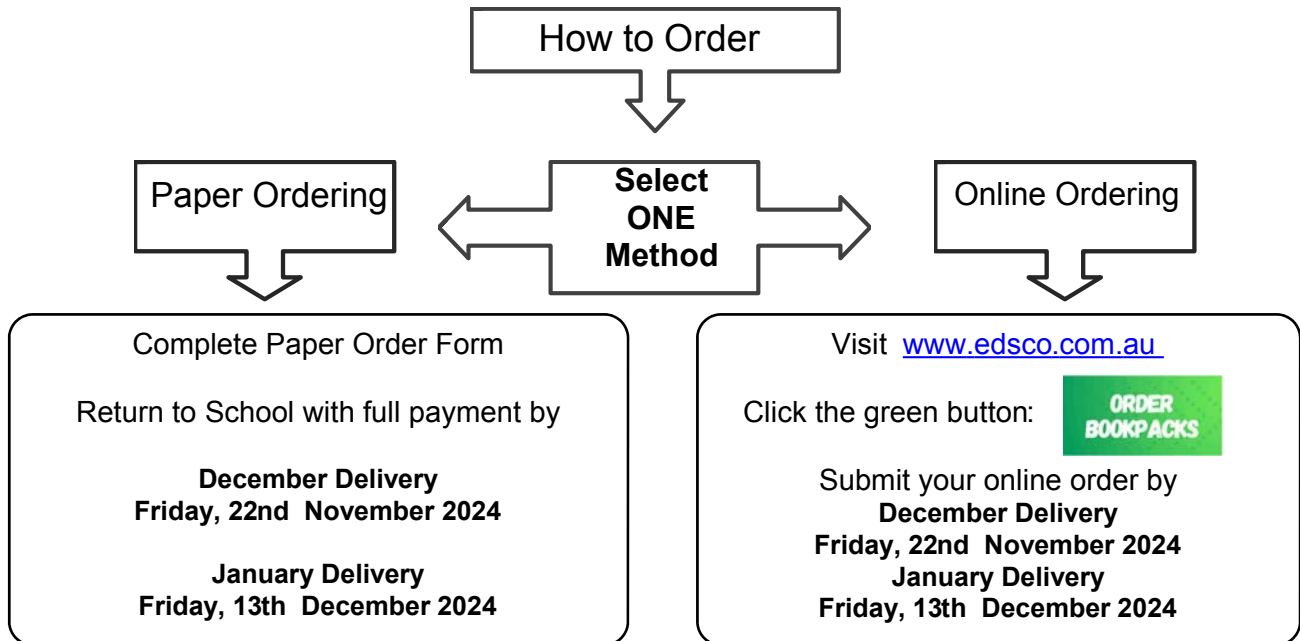 How to Order
Select
ONE
Method
Paper Ordering
Complete Paper Order Form
Return to School with full payment by
December Delivery
Friday, 22nd November 2024
January Delivery
Friday, 13th December 2024
Online Ordering
Visit www.edsco.com.au
Click the green button:
ORDER
BOOKPACKS
Submit your online order by
December Delivery
Friday, 22nd November 2024
January Delivery
Friday, 13th December 2024